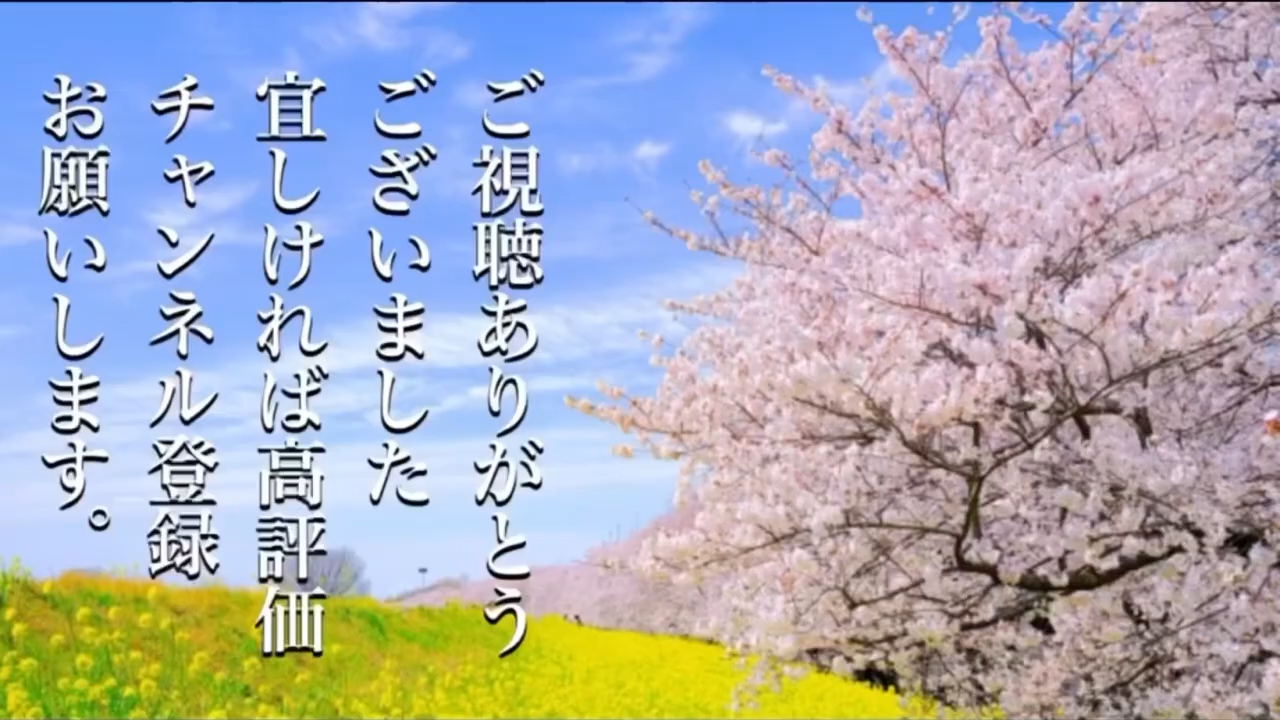 ご視聴ありがとう
ございました
宜しければ高評価
チャンネル登録
お願いします。